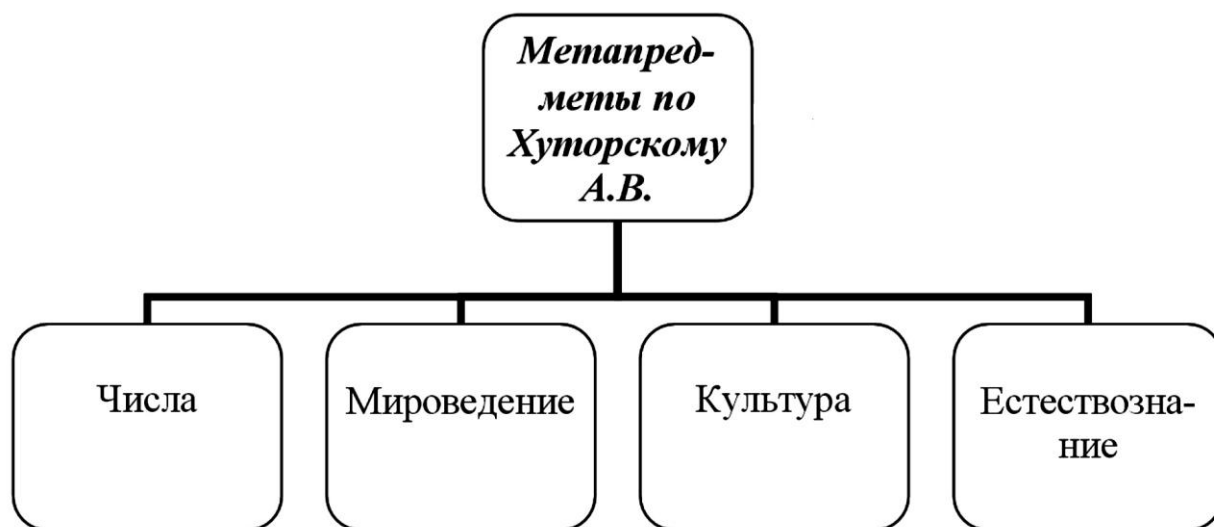 Метапред-
меты по
Хуторскому
А.В.
Числа
Мироведение
Культура
Естествозна-
ние